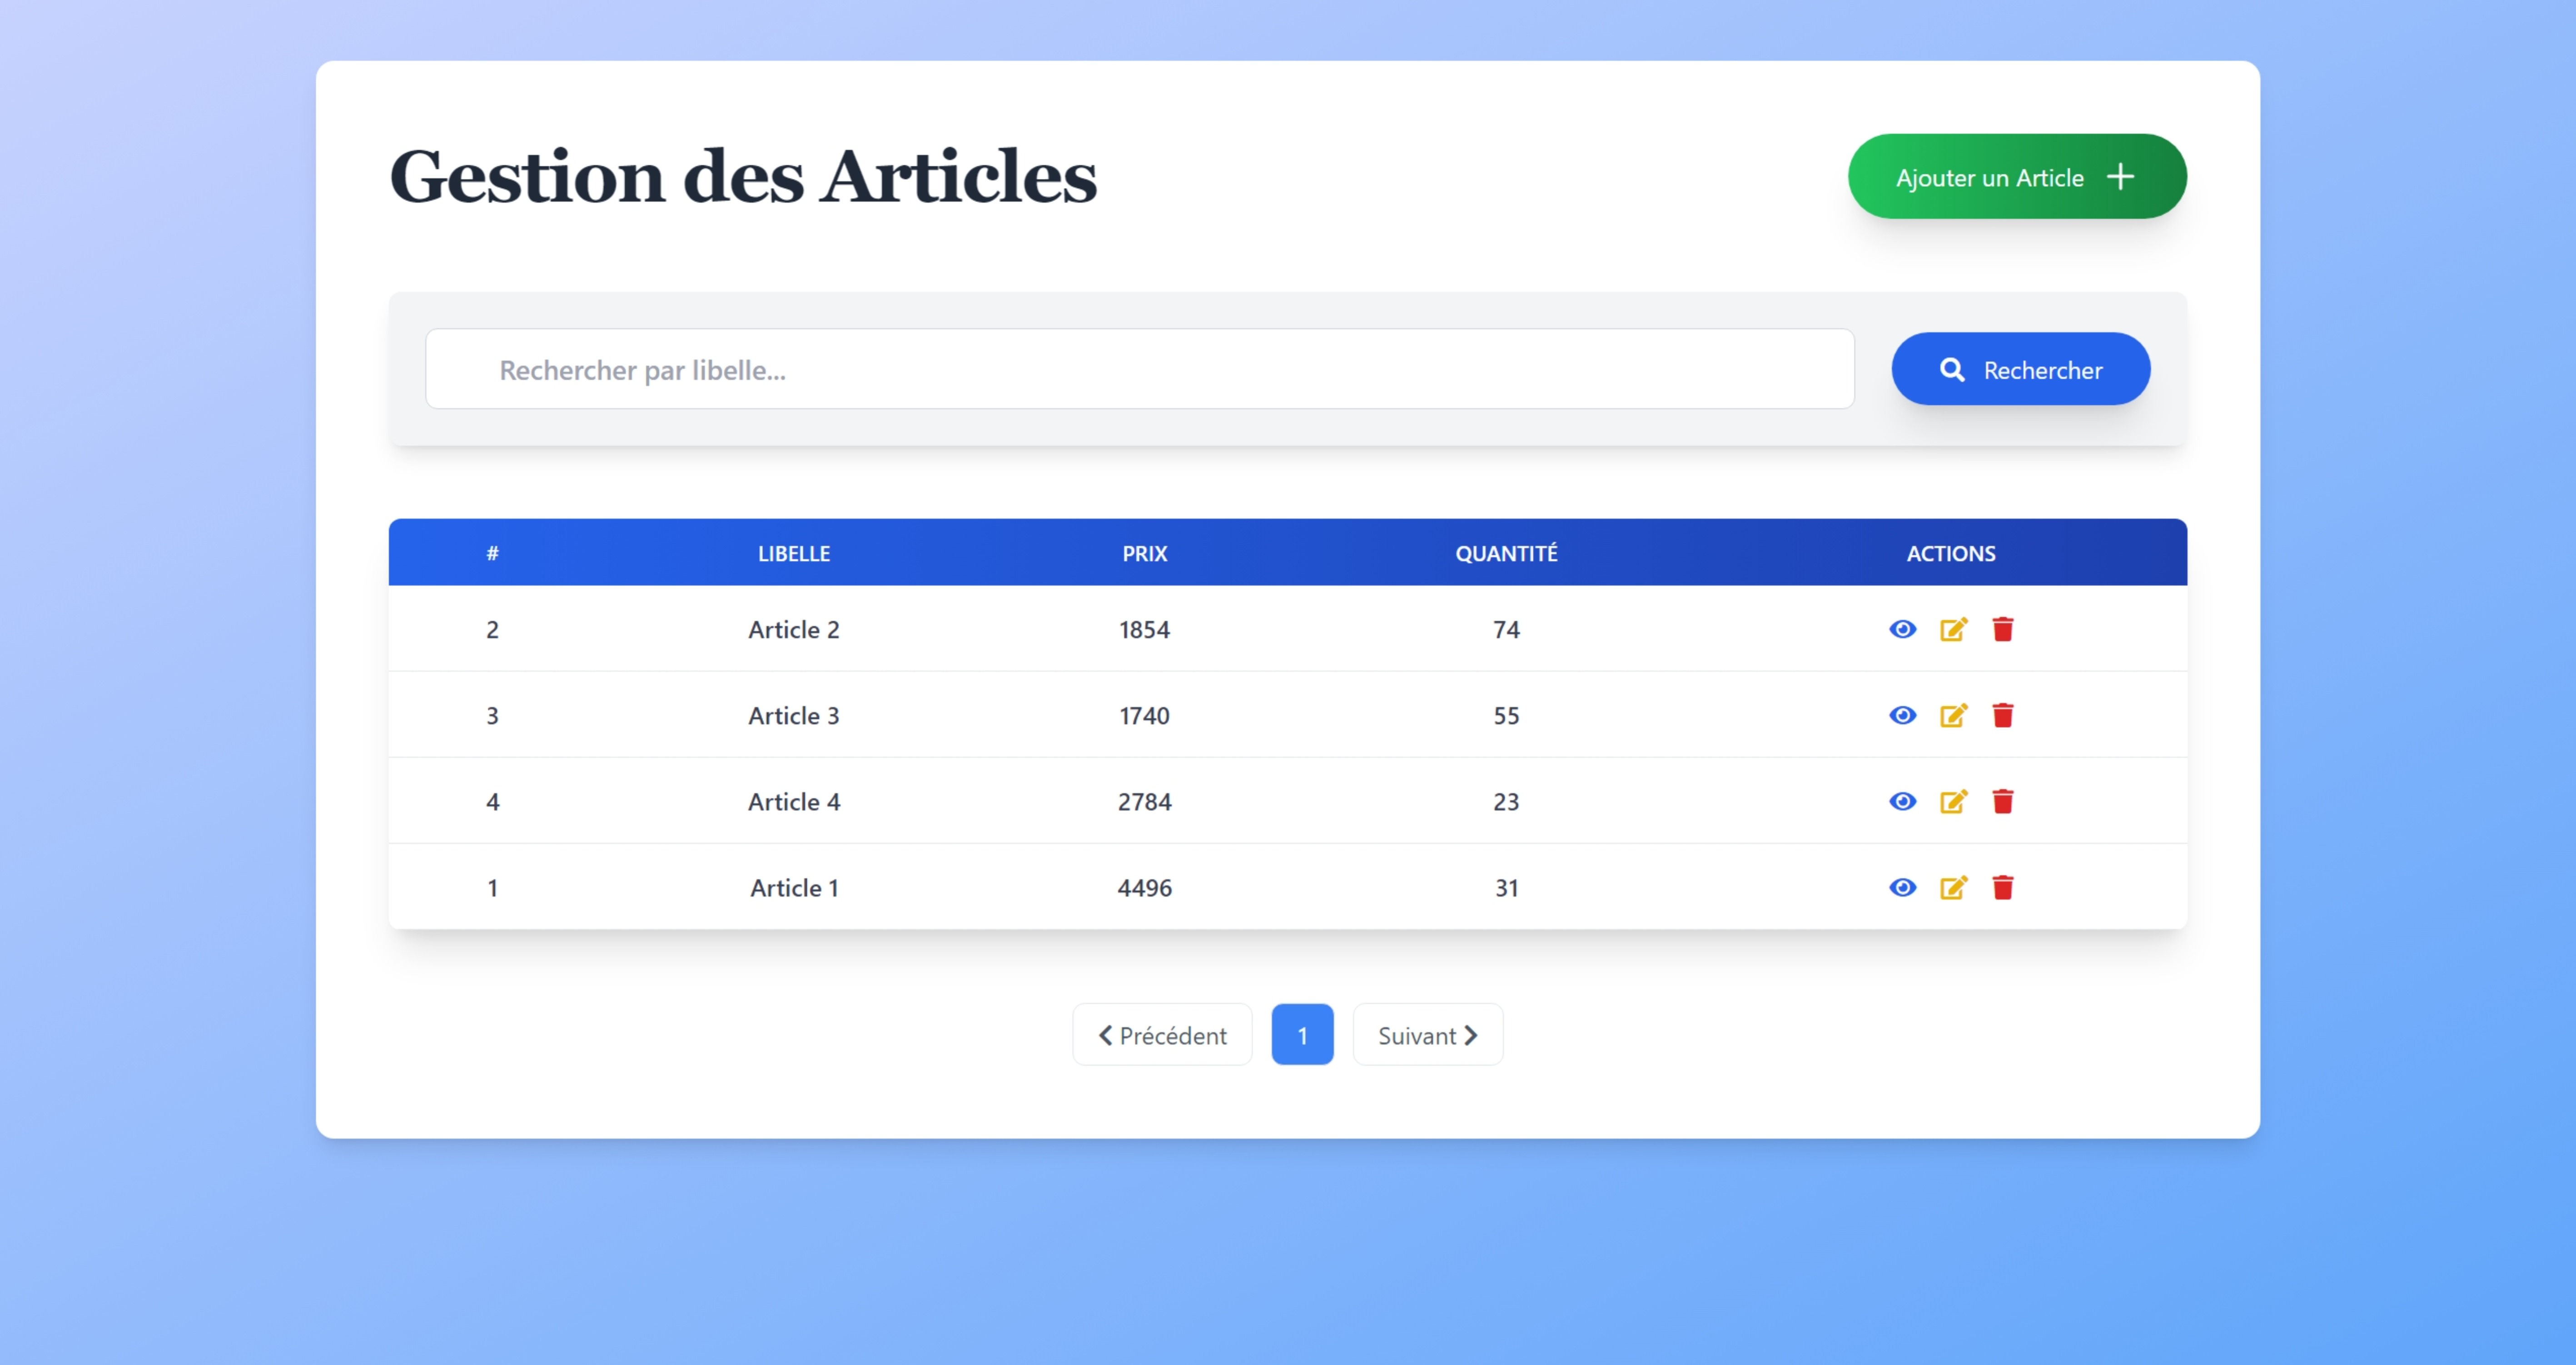 Gestion des Articles
Ajouter un Article
Rechercher par libelle...
Rechercher
# LIBELLE PRIX QUANTITÉ ACTIONS
2 Article 2 1854 74
3 Article 3 1740 55
4 Article 4 2784 23
1 Article 1 4496 31
Précédent 1 Suivant